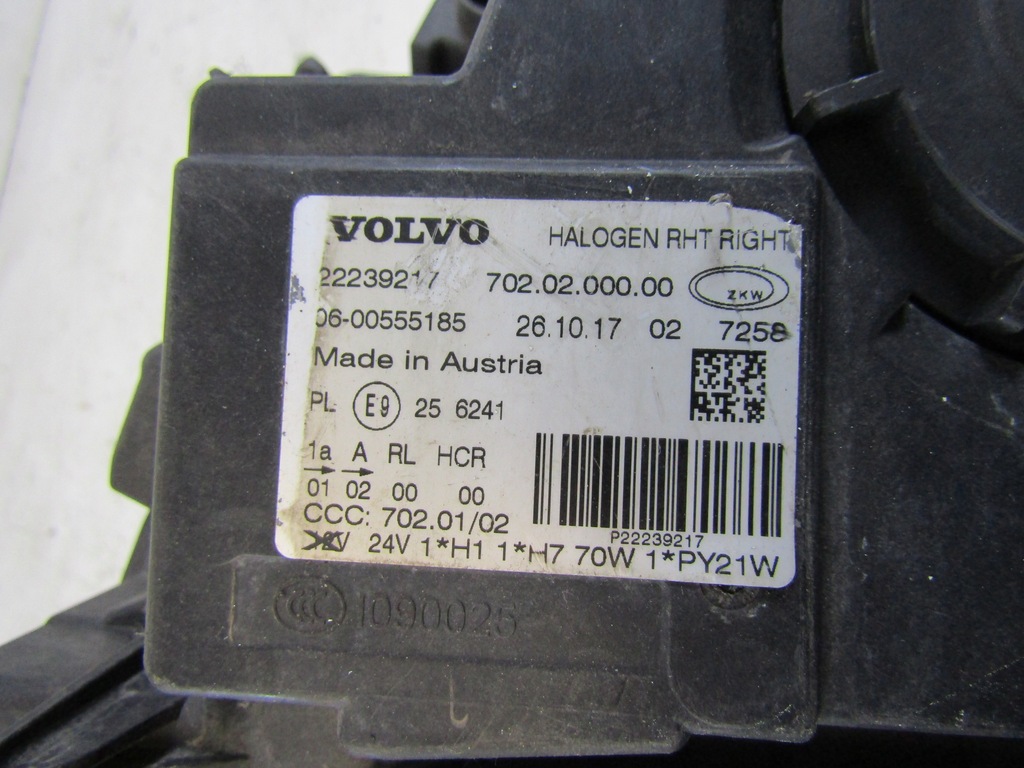 VOLVO HALOGEN RHT RIGHT
22239217 702.02.000.00 ZKW
06-00555185 26.10.17 02 7258
Made in Austria
PL E9 25 6241
1a A RL HCR
01 02 00 00
CCC: 702.01/02
P22239217
24V 1*H1 1*H7 70W 1*PY21W
CCC 1090026